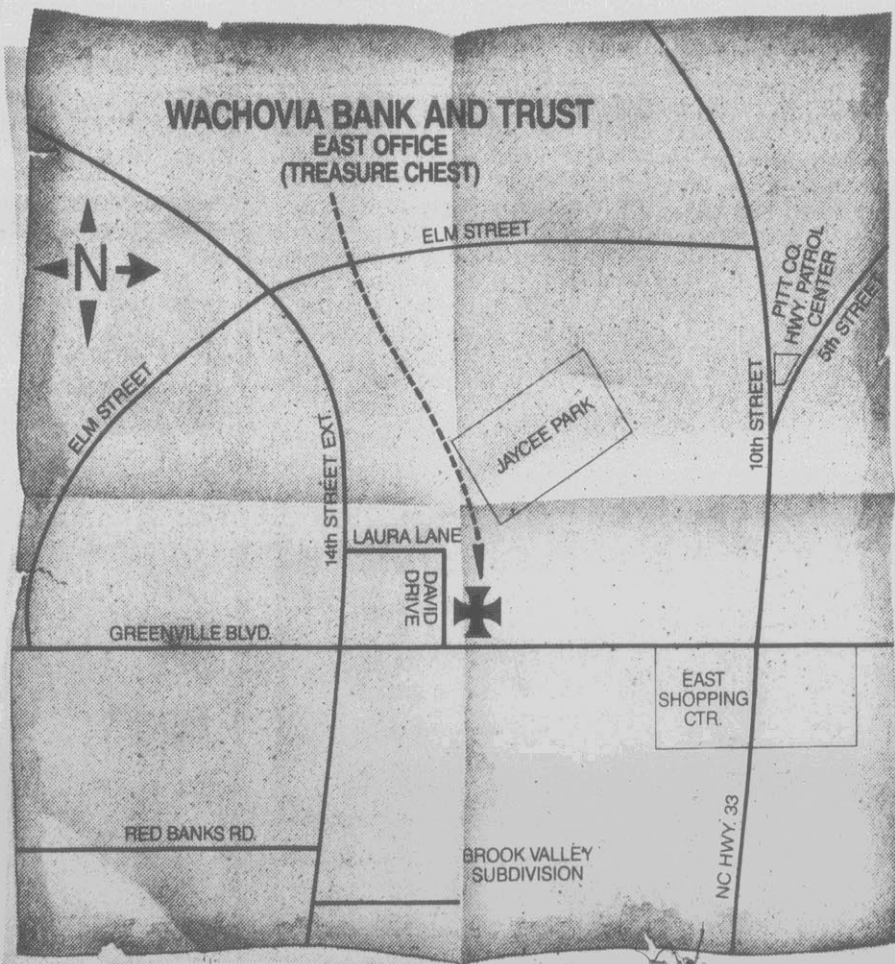 WACHOVIA BANK AND TRUST
EAST OFFICE
(TREASURE CHEST)
ELM STREET
N
PITT CO.
HWY. PATROL
CENTER
5th STREET
ELM STREET
JAYCEE PARK
10th STREET
14th STREET EXT.
LAURA LANE
DAVID
DRIVE
GREENVILLE BLVD.
EAST
SHOPPING
CTR.
RED BANKS RD.
BROOK VALLEY
SUBDIVISION
NC HWY. 33